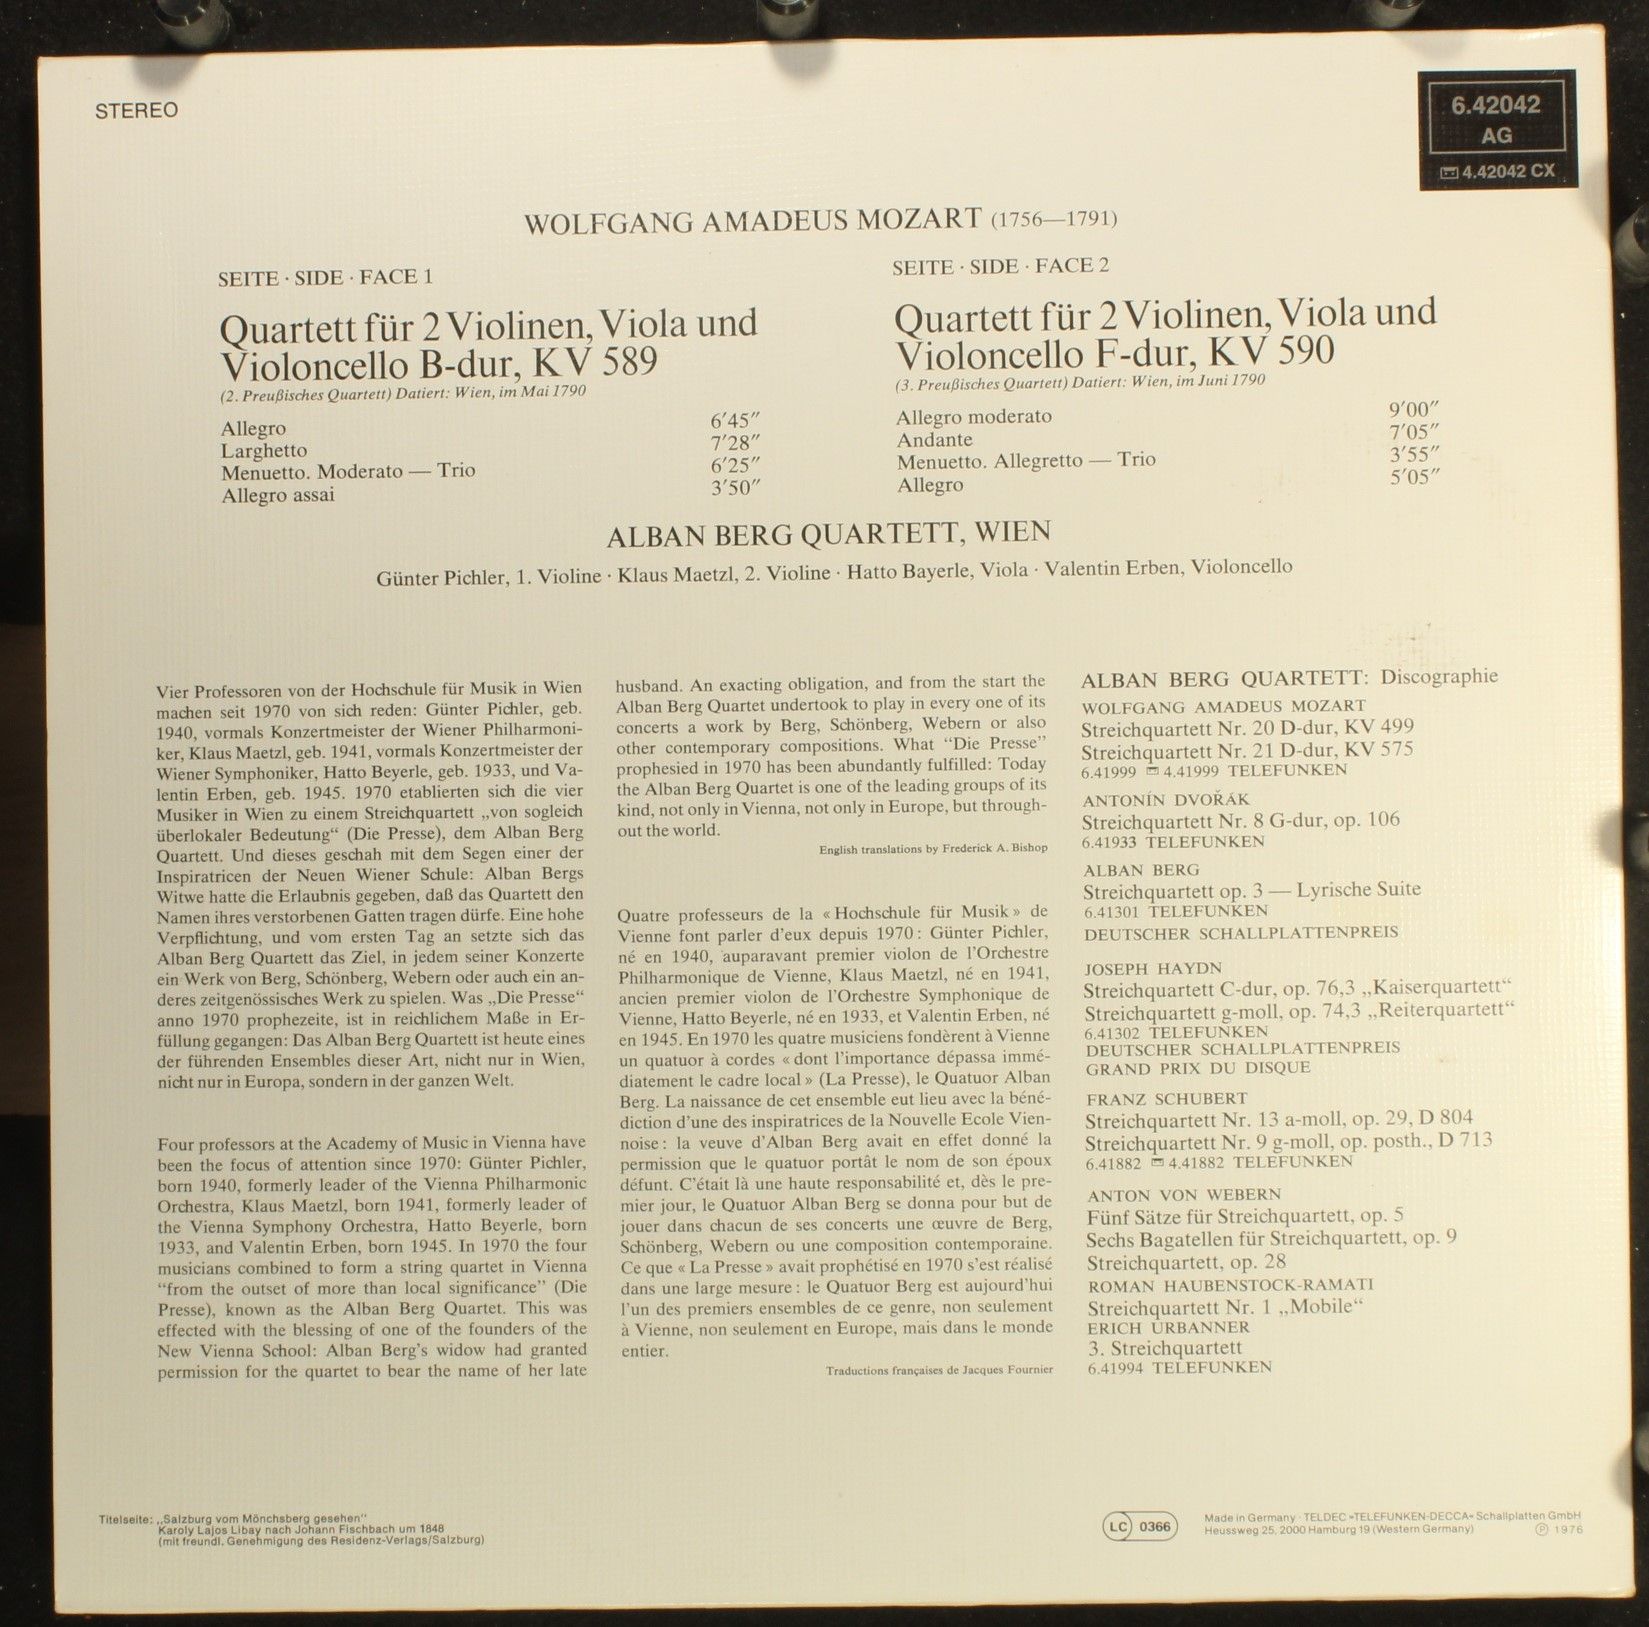 STEREO
6.42042
AG
4.42042 CX
WOLFGANG AMADEUS MOZART (1756—1791)
SEITE · SIDE · FACE 1
Quartett für 2 Violinen, Viola und
Violoncello B-dur, KV 589
(2. Preußisches Quartett) Datiert: Wien, im Mai 1790
Allegro 6′45″
Larghetto 7′28″
Menuetto. Moderato — Trio 6′25″
Allegro assai 3′50″
SEITE · SIDE · FACE 2
Quartett für 2 Violinen, Viola und
Violoncello F-dur, KV 590
(3. Preußisches Quartett) Datiert: Wien, im Juni 1790
Allegro moderato 9′00″
Andante 7′05″
Menuetto. Allegretto — Trio 3′55″
Allegro 5′05″
ALBAN BERG QUARTETT, WIEN
Günter Pichler, 1. Violine · Klaus Maetzl, 2. Violine · Hatto Bayerle, Viola · Valentin Erben, Violoncello
Vier Professoren von der Hochschule für Musik in Wien
machen seit 1970 von sich reden: Günter Pichler, geb.
1940, vormals Konzertmeister der Wiener Philharmoni-
ker, Klaus Maetzl, geb. 1941, vormals Konzertmeister der
Wiener Symphoniker, Hatto Beyerle, geb. 1933, und Va-
lentin Erben, geb. 1945. 1970 etablierten sich die vier
Musiker in Wien zu einem Streichquartett „von sogleich
überlokaler Bedeutung“ (Die Presse), dem Alban Berg
Quartett. Und dieses geschah mit dem Segen einer der
Inspiratricen der Neuen Wiener Schule: Alban Bergs
Witwe hatte die Erlaubnis gegeben, daß das Quartett den
Namen ihres verstorbenen Gatten tragen dürfe. Eine hohe
Verpflichtung, und vom ersten Tag an setzte sich das
Alban Berg Quartett das Ziel, in jedem seiner Konzerte
ein Werk von Berg, Schönberg, Webern oder auch ein an-
deres zeitgenössisches Werk zu spielen. Was „Die Presse“
anno 1970 prophezeite, ist in reichlichem Maße in Er-
füllung gegangen: Das Alban Berg Quartett ist heute eines
der führenden Ensembles dieser Art, nicht nur in Wien,
nicht nur in Europa, sondern in der ganzen Welt.
Four professors at the Academy of Music in Vienna have
been the focus of attention since 1970: Günter Pichler,
born 1940, formerly leader of the Vienna Philharmonic
Orchestra, Klaus Maetzl, born 1941, formerly leader of
the Vienna Symphony Orchestra, Hatto Beyerle, born
1933, and Valentin Erben, born 1945. In 1970 the four
musicians combined to form a string quartet in Vienna
“from the outset of more than local significance” (Die
Presse), known as the Alban Berg Quartet. This was
effected with the blessing of one of the founders of the
New Vienna School: Alban Berg’s widow had granted
permission for the quartet to bear the name of her late
husband. An exacting obligation, and from the start the
Alban Berg Quartet undertook to play in every one of its
concerts a work by Berg, Schönberg, Webern or also
other contemporary compositions. What “Die Presse”
prophesied in 1970 has been abundantly fulfilled: Today
the Alban Berg Quartet is one of the leading groups of its
kind, not only in Vienna, not only in Europe, but through-
out the world.
English translations by Frederick A. Bishop
Quatre professeurs de la « Hochschule für Musik » de
Vienne font parler d’eux depuis 1970 : Günter Pichler,
né en 1940, auparavant premier violon de l’Orchestre
Philharmonique de Vienne, Klaus Maetzl, né en 1941,
ancien premier violon de l’Orchestre Symphonique de
Vienne, Hatto Beyerle, né en 1933, et Valentin Erben, né
en 1945. En 1970 les quatre musiciens fondèrent à Vienne
un quatuor à cordes « dont l’importance dépassa immé-
diatement le cadre local » (La Presse), le Quatuor Alban
Berg. La naissance de cet ensemble eut lieu avec la béné-
diction d’une des inspiratrices de la Nouvelle Ecole Vien-
noise : la veuve d’Alban Berg avait en effet donné la
permission que le quatuor portât le nom de son époux
défunt. C’était là une haute responsabilité et, dès le pre-
mier jour, le Quatuor Alban Berg se donna pour but de
jouer dans chacun de ses concerts une œuvre de Berg,
Schönberg, Webern ou une composition contemporaine.
Ce que « La Presse » avait prophétisé en 1970 s’est réalisé
dans une large mesure : le Quatuor Berg est aujourd’hui
l’un des premiers ensembles de ce genre, non seulement
à Vienne, non seulement en Europe, mais dans le monde
entier.
Traductions françaises de Jacques Fournier
ALBAN BERG QUARTETT: Discographie
WOLFGANG AMADEUS MOZART
Streichquartett Nr. 20 D-dur, KV 499
Streichquartett Nr. 21 D-dur, KV 575
6.41999 4.41999 TELEFUNKEN
ANTONÍN DVOŘÁK
Streichquartett Nr. 8 G-dur, op. 106
6.41933 TELEFUNKEN
ALBAN BERG
Streichquartett op. 3 — Lyrische Suite
6.41301 TELEFUNKEN
DEUTSCHER SCHALLPLATTENPREIS
JOSEPH HAYDN
Streichquartett C-dur, op. 76,3 „Kaiserquartett“
Streichquartett g-moll, op. 74,3 „Reiterquartett“
6.41302 TELEFUNKEN
DEUTSCHER SCHALLPLATTENPREIS
GRAND PRIX DU DISQUE
FRANZ SCHUBERT
Streichquartett Nr. 13 a-moll, op. 29, D 804
Streichquartett Nr. 9 g-moll, op. posth., D 713
6.41882 4.41882 TELEFUNKEN
ANTON VON WEBERN
Fünf Sätze für Streichquartett, op. 5
Sechs Bagatellen für Streichquartett, op. 9
Streichquartett, op. 28
ROMAN HAUBENSTOCK-RAMATI
Streichquartett Nr. 1 „Mobile“
ERICH URBANNER
3. Streichquartett
6.41994 TELEFUNKEN
Titelseite: „Salzburg vom Mönchsberg gesehen“
Karoly Lajos Libay nach Johann Fischbach um 1848
(mit freundl. Genehmigung des Residenz-Verlags/Salzburg)
LC 0366
Made in Germany · TELDEC »TELEFUNKEN-DECCA« Schallplatten GmbH
Heussweg 25, 2000 Hamburg 19 (Western Germany) ℗ 1976